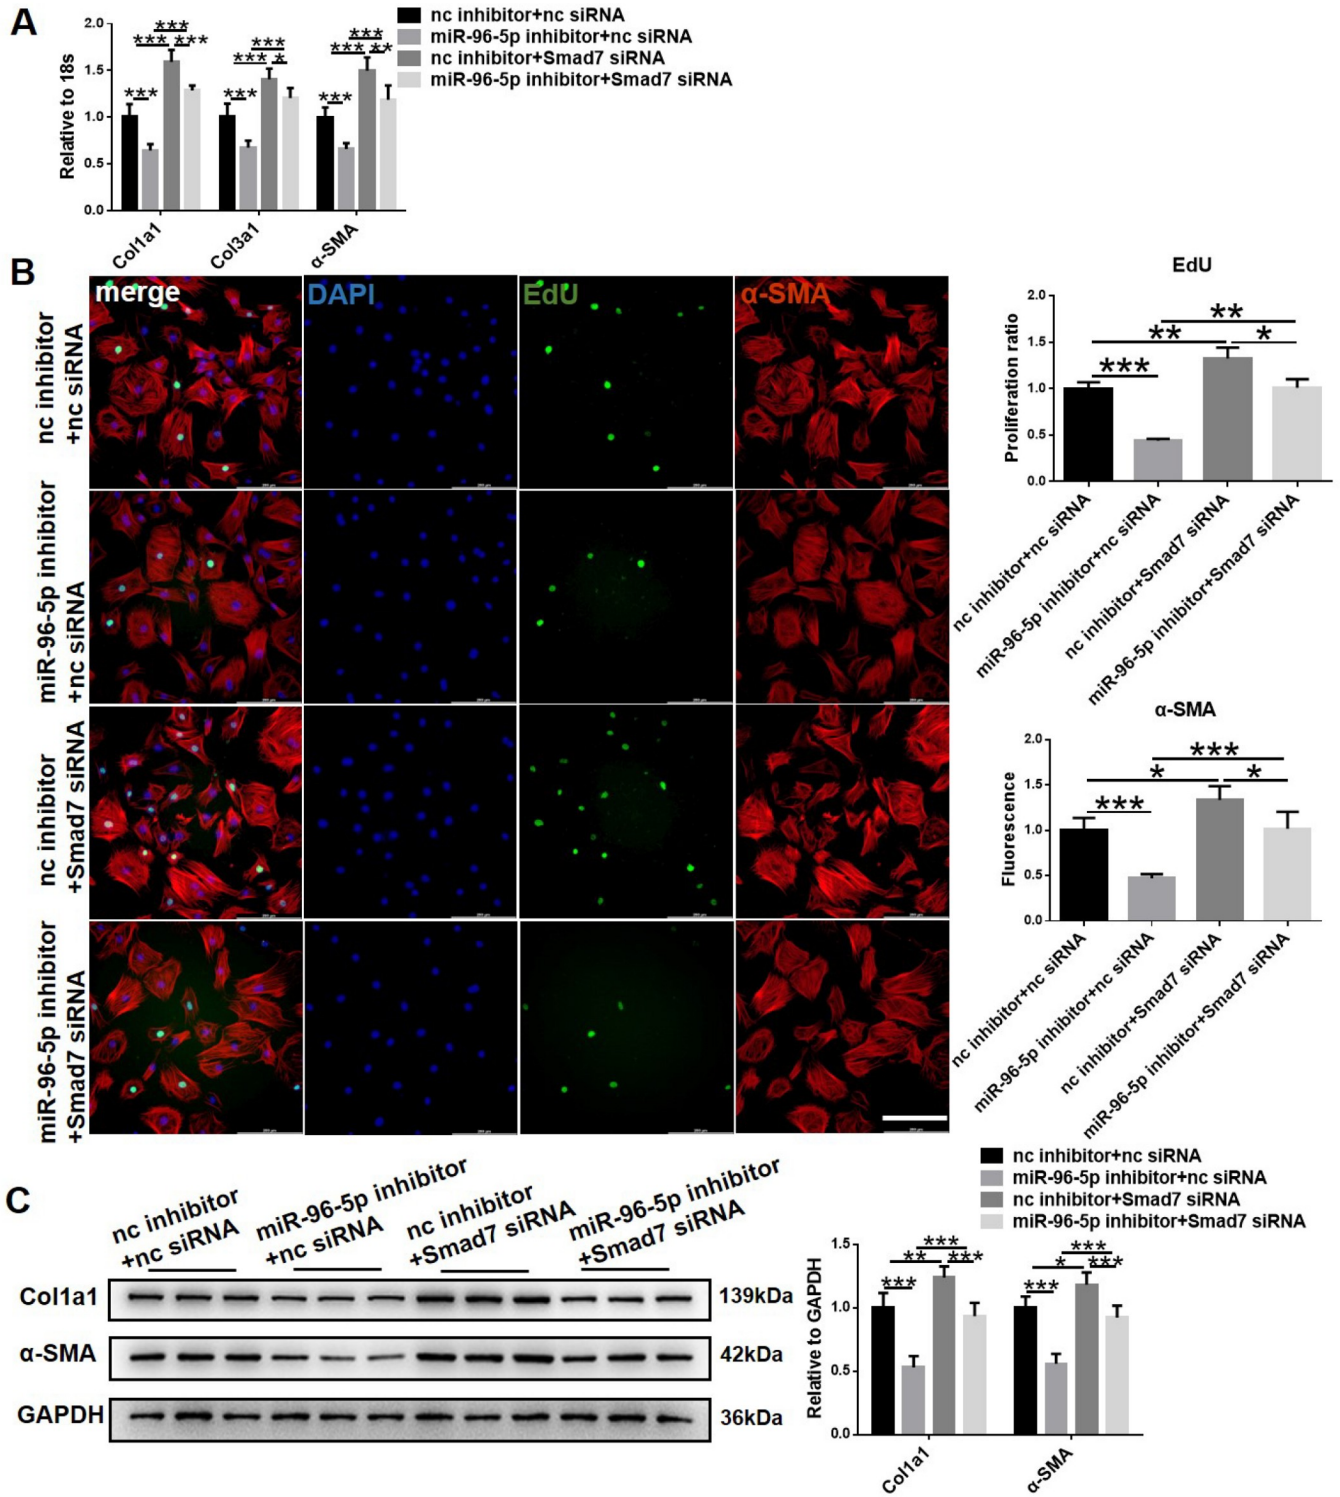 A
nc inhibitor+nc siRNA
miR-96-5p inhibitor+nc siRNA
nc inhibitor+Smad7 siRNA
miR-96-5p inhibitor+Smad7 siRNA
Relative to 18s
2.0
1.5
1.0
0.5
0.0
*** *** *** ***
*** *** *** *
*** *** *** **
Col1a1
Col3a1
α-SMA
B
merge
DAPI
EdU
α-SMA
nc inhibitor
+nc siRNA
miR-96-5p inhibitor
+nc siRNA
nc inhibitor
+Smad7 siRNA
miR-96-5p inhibitor
+Smad7 siRNA
EdU
Proliferation ratio
2.0
1.5
1.0
0.5
0.0
**
** *
***
nc inhibitor+nc siRNA
miR-96-5p inhibitor+nc siRNA
nc inhibitor+Smad7 siRNA
miR-96-5p inhibitor+Smad7 siRNA
α-SMA
Fluorescence
2.0
1.5
1.0
0.5
0.0
***
* *
***
nc inhibitor+nc siRNA
miR-96-5p inhibitor+nc siRNA
nc inhibitor+Smad7 siRNA
miR-96-5p inhibitor+Smad7 siRNA
C
nc inhibitor
+nc siRNA
miR-96-5p inhibitor
+nc siRNA
nc inhibitor
+Smad7 siRNA
miR-96-5p inhibitor
+Smad7 siRNA
Col1a1
139kDa
α-SMA
42kDa
GAPDH
36kDa
nc inhibitor+nc siRNA
miR-96-5p inhibitor+nc siRNA
nc inhibitor+Smad7 siRNA
miR-96-5p inhibitor+Smad7 siRNA
Relative to GAPDH
1.5
1.0
0.5
0.0
*** ** *** ***
*** * *** ***
Col1a1
α-SMA